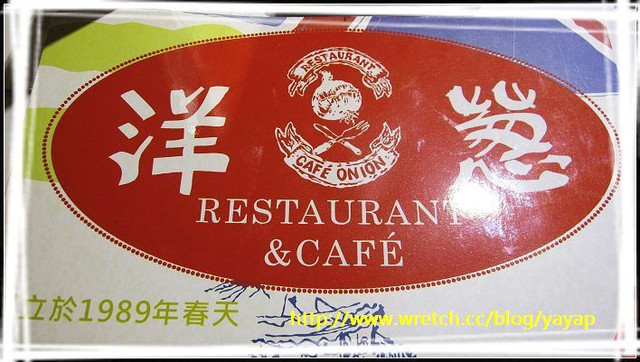 RESTAURANT
洋 蔥
CAFÉ ONION
RESTAURANT
&CAFÉ
立於1989年春天
http://www.wretch.cc/blog/yayap